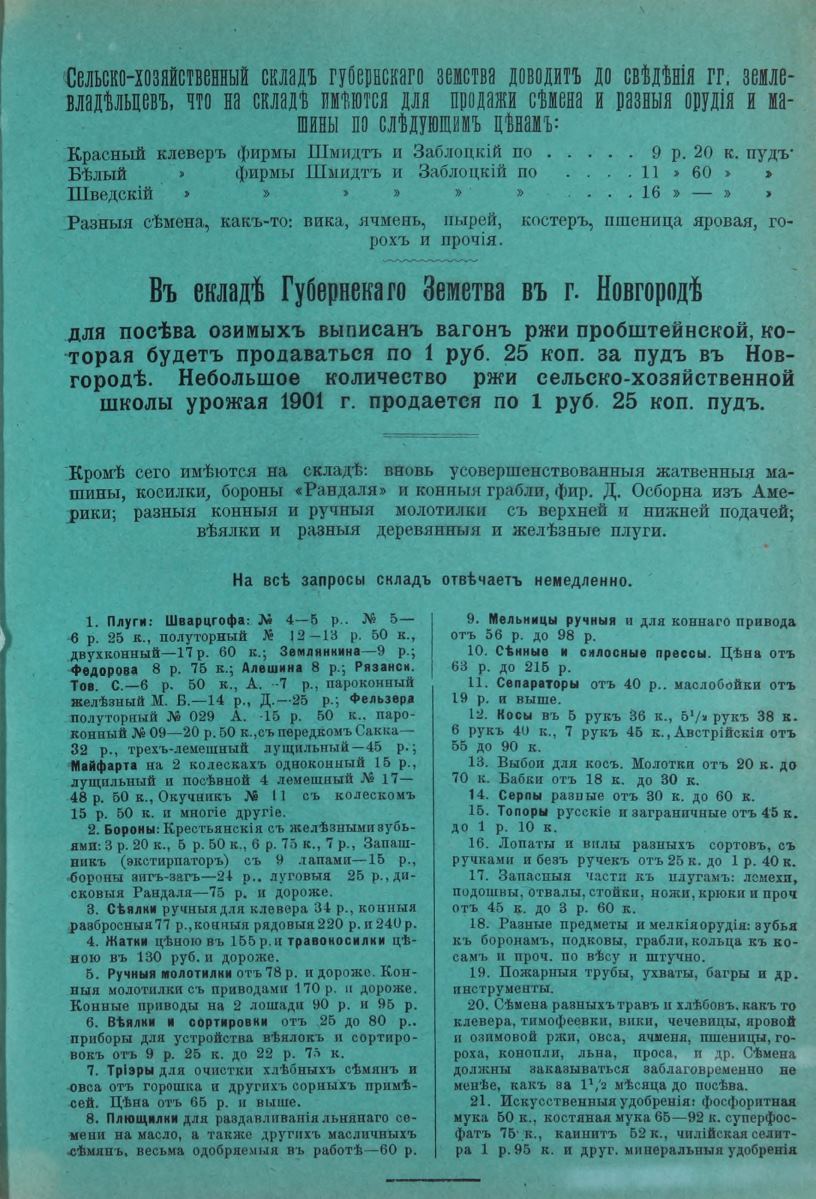 Сельско-хозяйственный складъ губернскаго земства доводитъ до свѣдѣнія гг. земле-
владѣльцевъ, что на складѣ имѣются для продажи сѣмена и разныя орудія и ма-
шины по слѣдующимъ цѣнамъ:
Красный клеверъ фирмы Шмидтъ и Заблоцкій по . . . . . 9 р. 20 к. пудъ·
Бѣлый » фирмы Шмидтъ и Заблоцкій по . . . . 11 » 60 » »
Шведскій » » » » » » . . . . 16 » — » »
Разныя сѣмена, какъ-то: вика, ячмень, пырей, костеръ, пшеница яровая, го-
рохъ и прочія.
Въ складѣ Губернскаго Земства въ г. Новгородѣ
для посѣва озимыхъ выписанъ вагонъ ржи пробштейнской, ко-
торая будетъ продаваться по 1 руб. 25 коп. за пудъ въ Нов-
городѣ. Небольшое количество ржи сельско-хозяйственной
школы урожая 1901 г. продается по 1 руб. 25 коп. пудъ.
Кромѣ сего имѣются на складѣ: вновь усовершенствованныя жатвенныя ма-
шины, косилки, бороны «Рандаля» и конныя грабли, фир. Д. Осборна изъ Аме-
рики; разныя конныя и ручныя молотилки съ верхней и нижней подачей;
вѣялки и разныя деревянныя и желѣзные плуги.
На всѣ запросы складъ отвѣчаетъ немедленно.
1. Плуги: Шварцгофа: № 4—5 р.. № 5—
6 р. 25 к., полуторный № 12—13 р. 50 к.,
двухконный—17 р. 60 к.; Землянкина—9 р.;
Федорова 8 р. 75 к.; Алешина 8 р.; Рязанск.
Тов. С.—6 р. 50 к., А. -7 р., пароконный
желѣзный М. Б.—14 р., Д.—25 р.; Фельзера
полуторный № 029 А. 15 р. 50 к., паро-
конный № 09—20 р. 50 к., съ передкомъ Сакка—
32 р., трехъ-лемешный лущильный—45 р.;
Майфарта на 2 колескахъ одноконный 15 р.,
лущильный и посѣвной 4 лемешный № 17—
48 р. 50 к., Окучникъ № 11 съ колескомъ
15 р. 50 к. и многіе другіе.
2. Бороны: Крестьянскія съ желѣзными зубь-
ями: 3 р. 20 к., 5 р. 50 к., 6 р. 75 к., 7 р., Запаш-
никъ (экстирпаторъ) съ 9 лапами—15 р.,
бороны зигъ-загъ—24 р.. луговыя 25 р., ди-
сковыя Рандаля—75 р. и дороже.
3. Сѣялки ручныя для клевера 34 р., конныя
разбросныя 77 р., конныя рядовыя 220 р. и 240 р.
4. Жатки цѣною въ 155 р. и травокосилки цѣ-
ною въ 130 руб. и дороже.
5. Ручныя молотилки отъ 78 р. и дороже. Кон-
ныя молотилки съ приводами 170 р. и дороже.
Конные приводы на 2 лошади 90 р. и 95 р.
6. Вѣялки и сортировки отъ 25 до 80 р..
приборы для устройства вѣялокъ и сортиро-
вокъ отъ 9 р. 25 к. до 22 р. 75 к.
7. Тріэры для очистки хлѣбныхъ сѣмянъ и
овса отъ горошка и другихъ сорныхъ примѣ-
сей. Цѣна отъ 65 р. и выше.
8. Плющилки для раздавливанія льнянаго се-
мени на масло, а также другихъ масличныхъ
сѣмянъ, весьма одобряемыя въ работѣ—60 р.
9. Мельницы ручныя и для коннаго привода
отъ 56 р. до 98 р.
10. Сѣнные и силосные прессы. Цѣна отъ
63 р. до 215 р.
11. Сепараторы отъ 40 р.. маслобойки отъ
19 р. и выше.
12. Косы въ 5 рукъ 36 к., 5¹/₂ рукъ 38 к.
6 рукъ 40 к., 7 рукъ 45 к., Австрійскія отъ
55 до 90 к.
13. Выбои для косъ. Молотки отъ 20 к. до
70 к. Бабки отъ 18 к. до 30 к.
14. Серпы разные отъ 30 к. до 60 к.
15. Топоры русскіе и заграничные отъ 45 к.
до 1 р. 10 к.
16. Лопаты и вилы разныхъ сортовъ, съ
ручками и безъ ручекъ отъ 25 к. до 1 р. 40 к.
17. Запасныя части къ плугамъ: лемехи,
подошвы, отвалы, стойки, ножи, крюки и проч
отъ 45 к. до 3 р. 60 к.
18. Разные предметы и мелкія орудія: зубья
къ боронамъ, подковы, грабли, кольца къ ко-
самъ и проч. по вѣсу и штучно.
19. Пожарныя трубы, ухваты, багры и др.
инструменты.
20. Сѣмена разныхъ травъ и хлѣбовъ, какъ то
клевера, тимофеевки, вики, чечевицы, яровой
и озимовой ржи, овса, ячменя, пшеницы, го-
роха, конопли, льна, проса, и др. Сѣмена
должны заказываться заблаговременно не
менѣе, какъ за 1¹/₂ мѣсяца до посѣва.
21. Искусственныя удобренія: фосфоритная
мука 50 к., костяная мука 65—92 к. суперфос-
фатъ 75 к., каинитъ 52 к., чилійская селит-
ра 1 р. 95 к. и друг. минеральныя удобренія